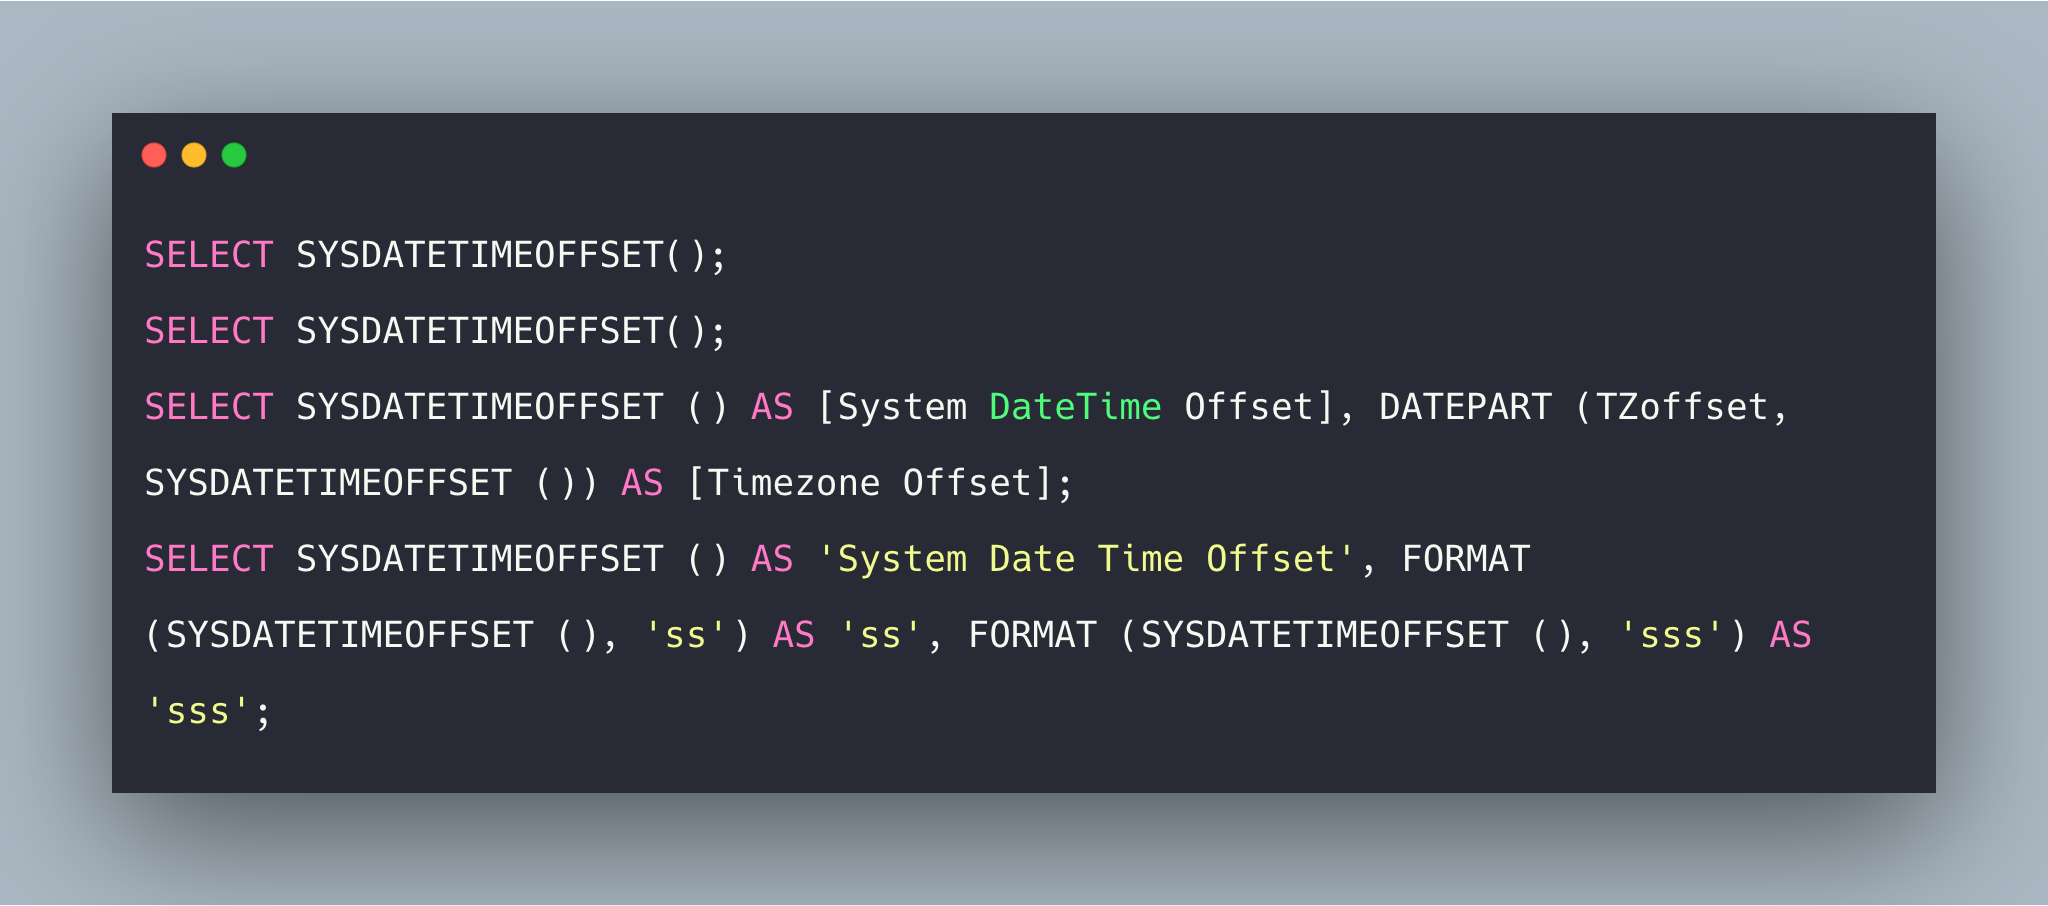 SELECT SYSDATETIMEOFFSET();
SELECT SYSDATETIMEOFFSET();
SELECT SYSDATETIMEOFFSET () AS [System DateTime Offset], DATEPART (TZoffset,
SYSDATETIMEOFFSET ()) AS [Timezone Offset];
SELECT SYSDATETIMEOFFSET () AS 'System Date Time Offset', FORMAT
(SYSDATETIMEOFFSET (), 'ss') AS 'ss', FORMAT (SYSDATETIMEOFFSET (), 'sss') AS
'sss';